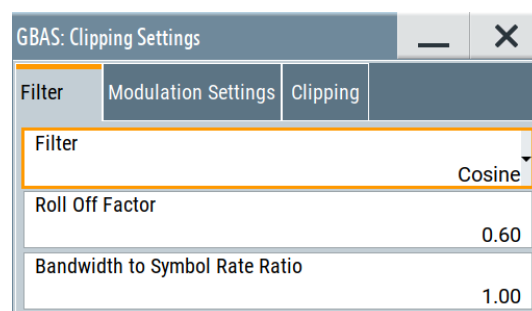 GBAS: Clipping Settings
Filter Modulation Settings Clipping
Filter
Cosine
Roll Off Factor
0.60
Bandwidth to Symbol Rate Ratio
1.00